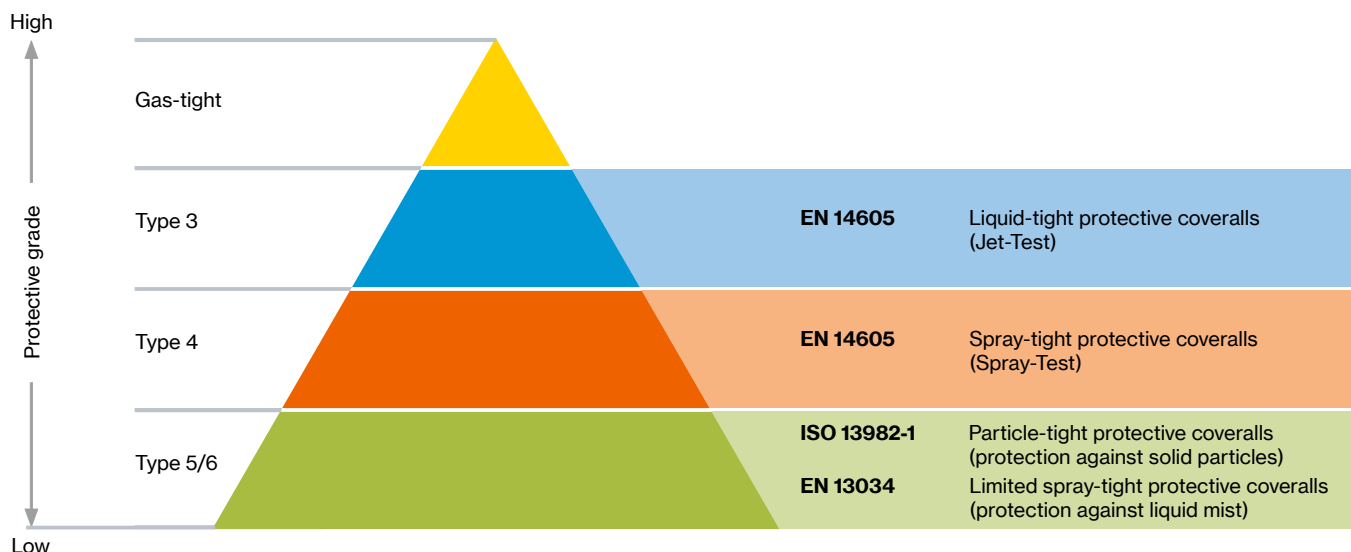 High
Protective grade
Gas-tight
Type 3
EN 14605
Liquid-tight protective coveralls
(Jet-Test)
Type 4
EN 14605
Spray-tight protective coveralls
(Spray-Test)
Type 5/6
ISO 13982-1
Particle-tight protective coveralls
(protection against solid particles)
EN 13034
Limited spray-tight protective coveralls
(protection against liquid mist)
Low